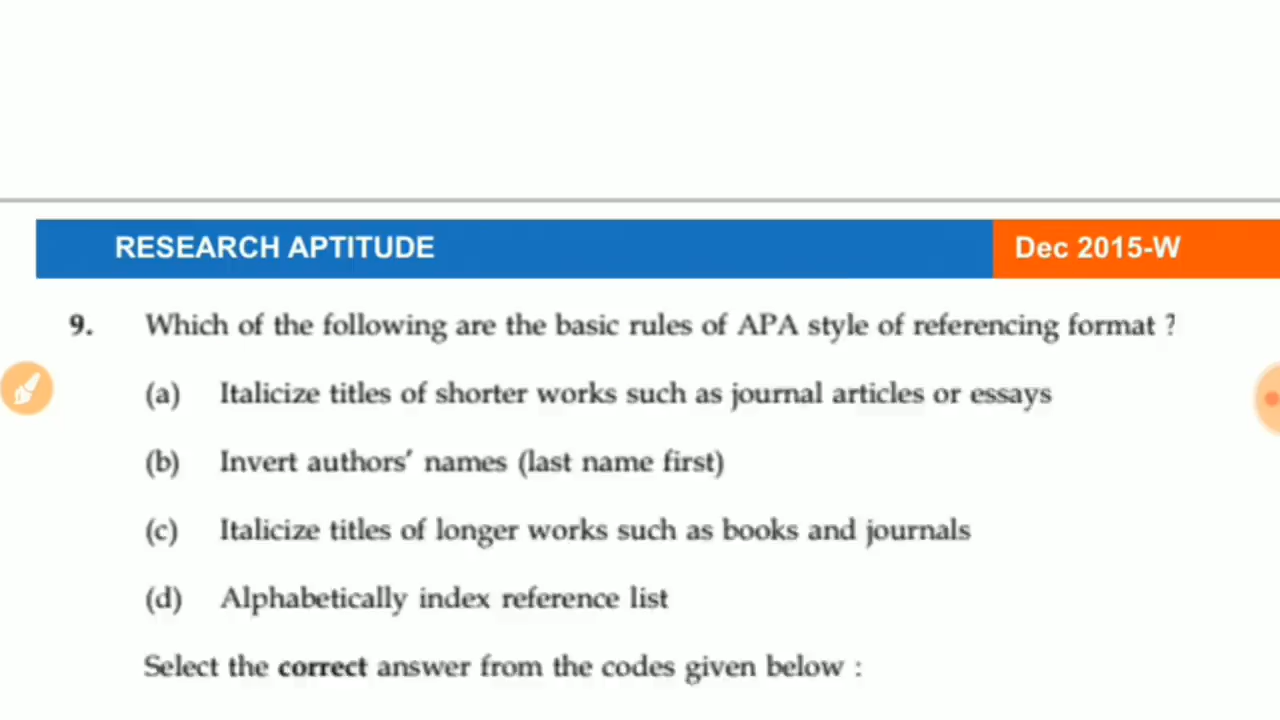 RESEARCH APTITUDE Dec 2015-W
9. Which of the following are the basic rules of APA style of referencing format ?
(a) Italicize titles of shorter works such as journal articles or essays
(b) Invert authors' names (last name first)
(c) Italicize titles of longer works such as books and journals
(d) Alphabetically index reference list
Select the correct answer from the codes given below :